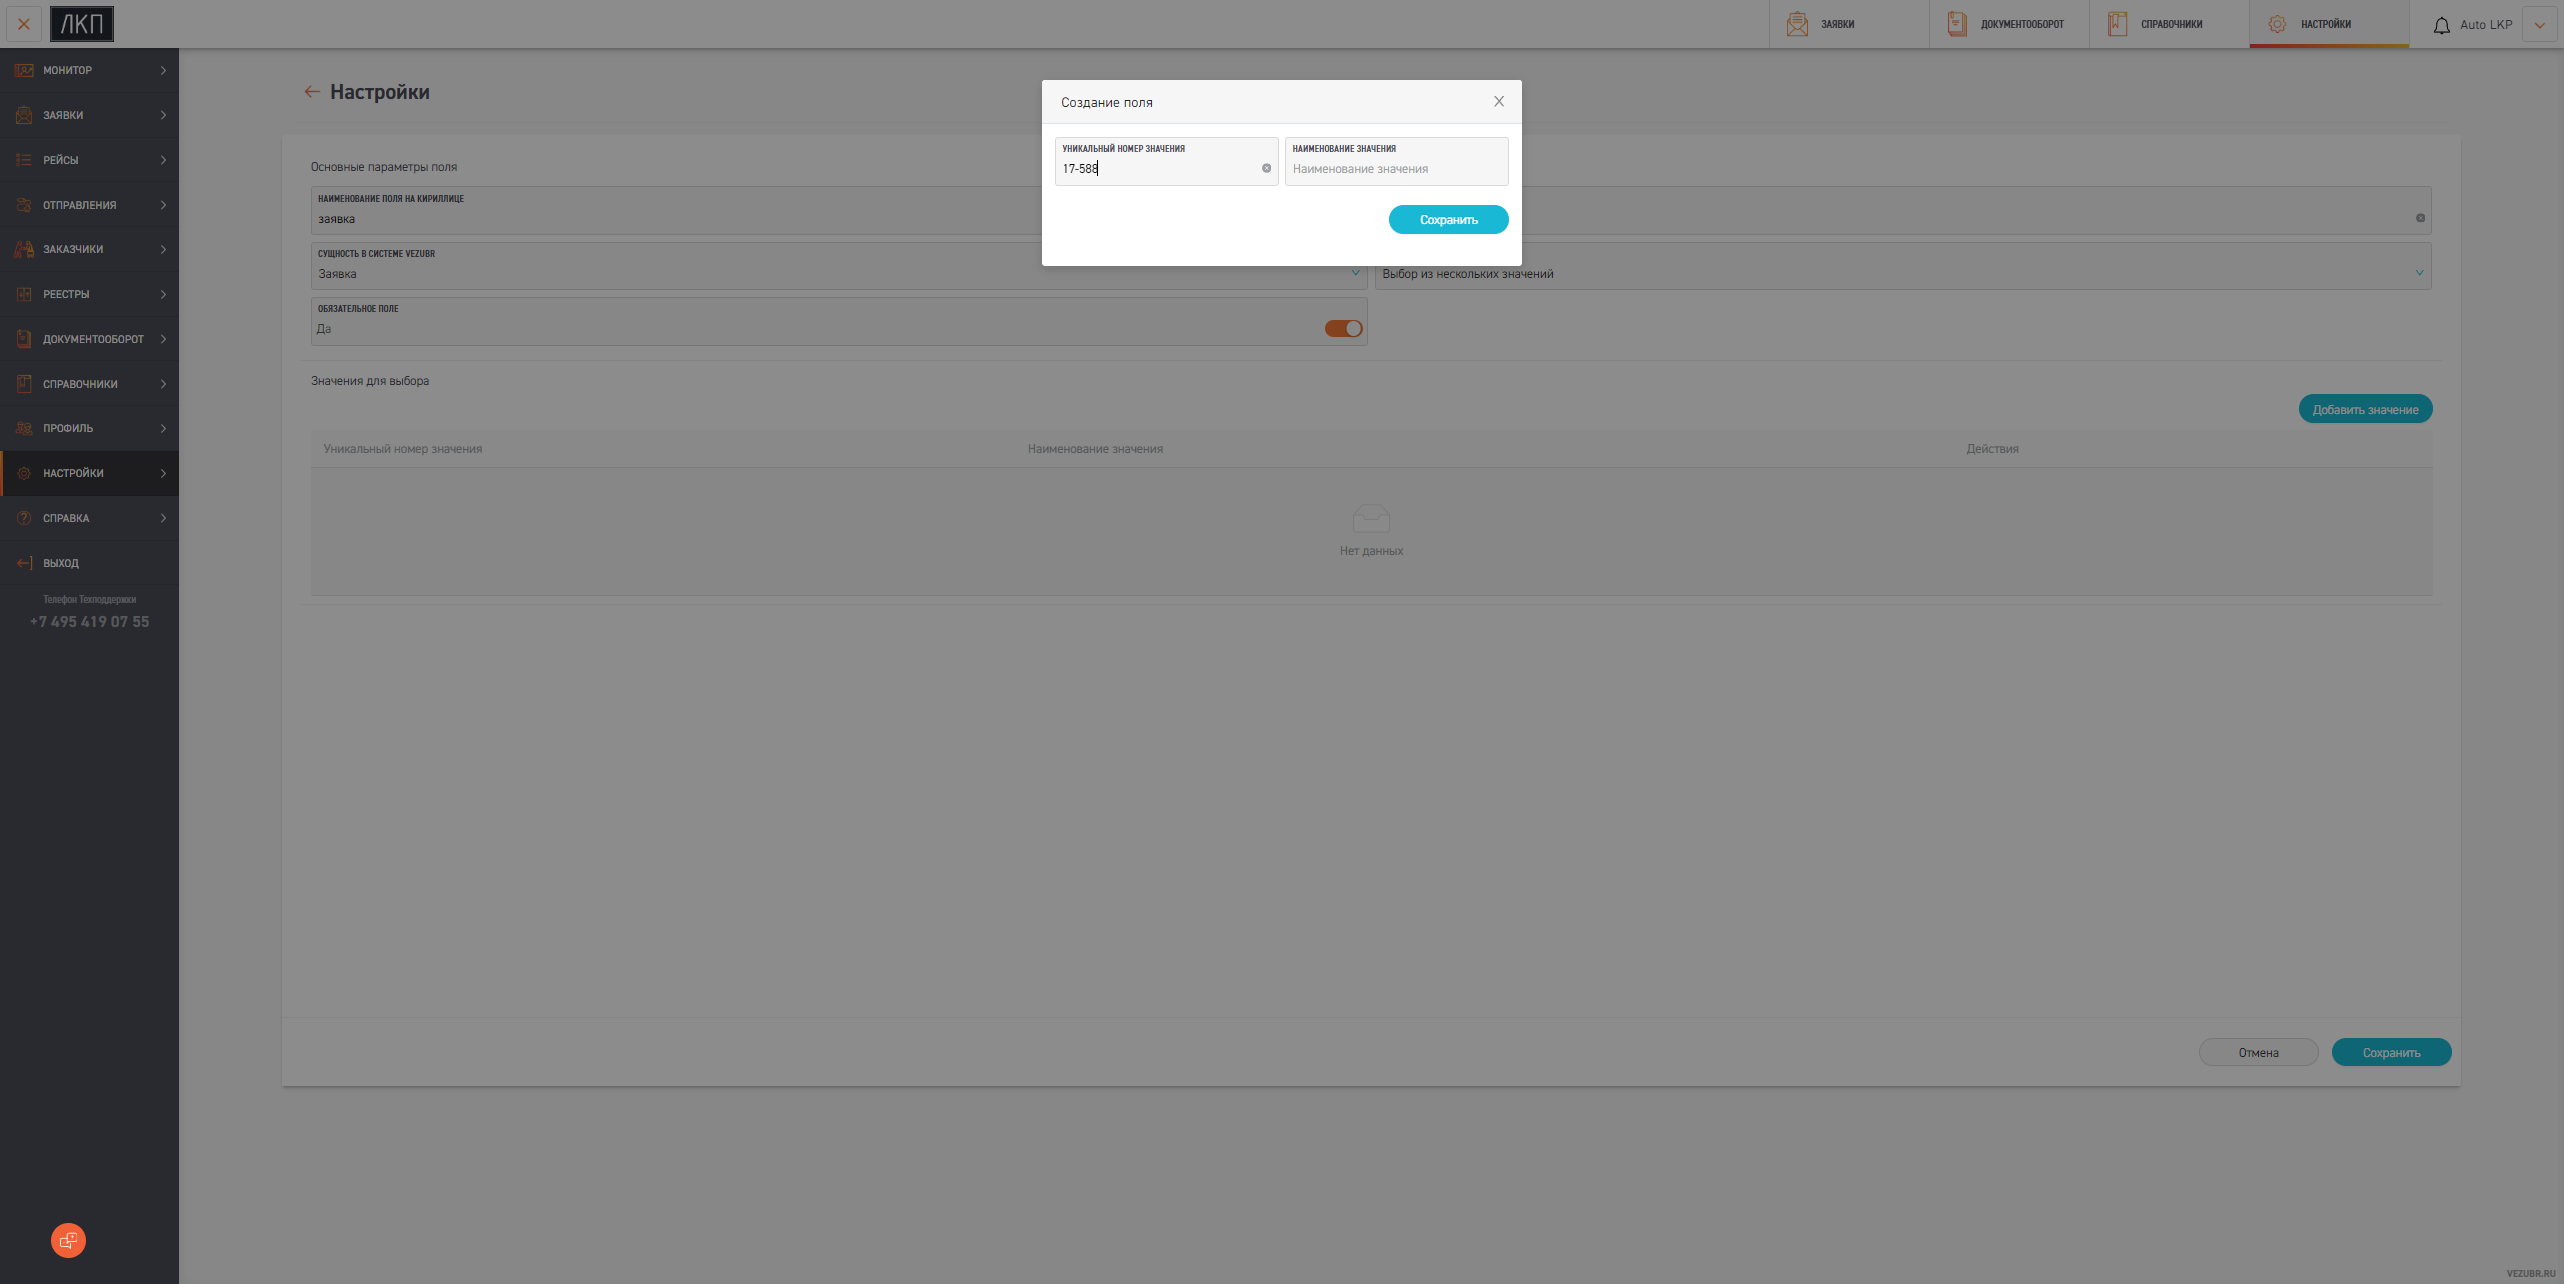 ЛКП
ЗАЯВКИ
ДОКУМЕНТООБОРОТ
СПРАВОЧНИКИ
НАСТРОЙКИ
Auto LKP
МОНИТОР
ЗАЯВКИ
РЕЙСЫ
ОТПРАВЛЕНИЯ
ЗАКАЗЧИКИ
РЕЕСТРЫ
ДОКУМЕНТООБОРОТ
СПРАВОЧНИКИ
ПРОФИЛЬ
НАСТРОЙКИ
СПРАВКА
ВЫХОД
Телефон Техподдержки
+7 495 419 07 55
Настройки
Создание поля
УНИКАЛЬНЫЙ НОМЕР ЗНАЧЕНИЯ
17-588
НАИМЕНОВАНИЕ ЗНАЧЕНИЯ
Наименование значения
Сохранить
Основные параметры поля
НАИМЕНОВАНИЕ ПОЛЯ НА КИРИЛЛИЦЕ
заявка
СУЩНОСТЬ В СИСТЕМЕ VEZUBR
Заявка
Выбор из нескольких значений
ОБЯЗАТЕЛЬНОЕ ПОЛЕ
Да
Значения для выбора
Добавить значение
Уникальный номер значения
Наименование значения
Действия
Нет данных
Отмена
Сохранить
VEZUBR.RU